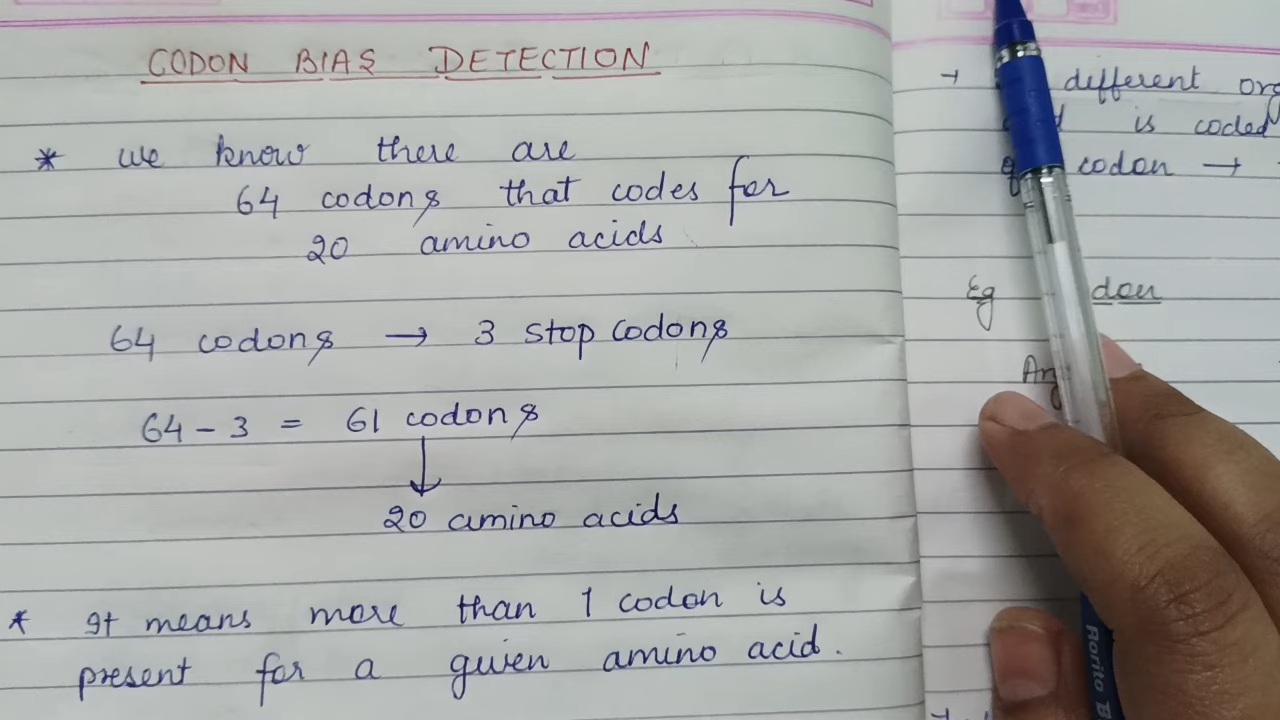 CODON BIAS DETECTION
* we know there are
64 codons that codes for
20 amino acids
64 codons → 3 stop codons
64 - 3 = 61 codons
↓
20 amino acids
* It means more than 1 codon is
present for a given amino acid.
→ different
is coded
codon →
Eg
Rorito